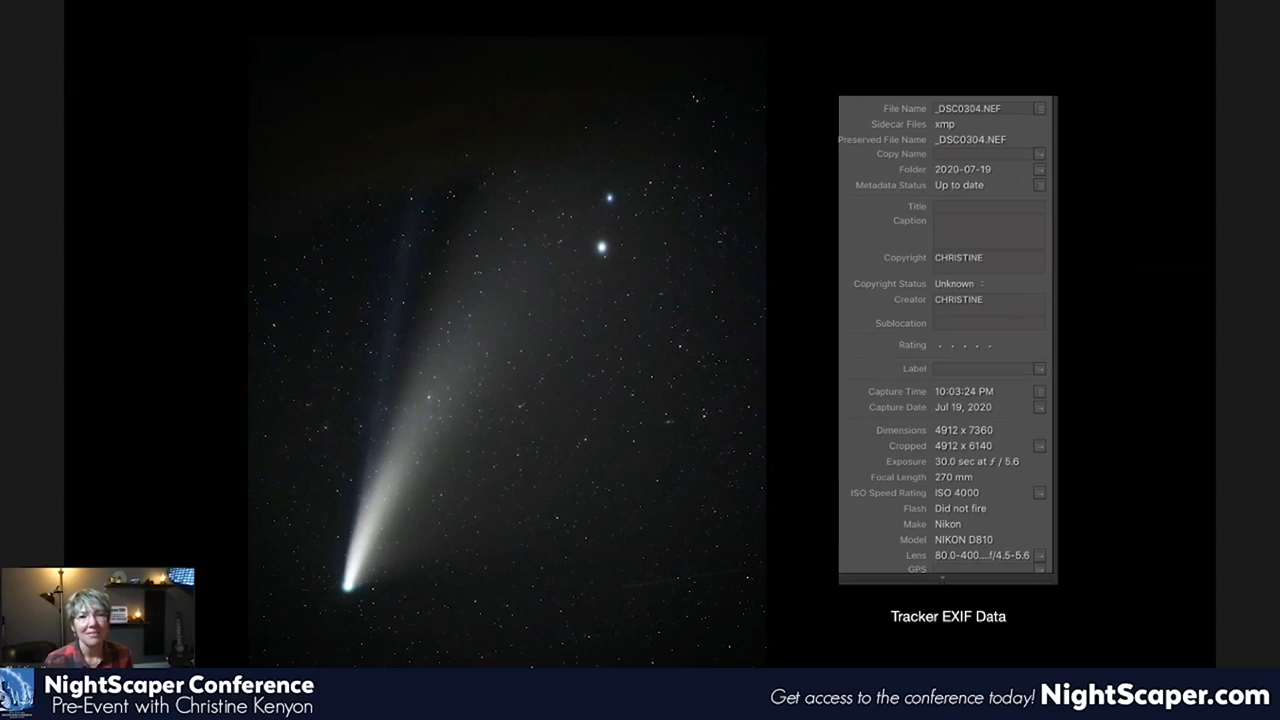 File Name _DSC0304.NEF
Sidecar Files xmp
Preserved File Name _DSC0304.NEF
Copy Name
Folder 2020-07-19
Metadata Status Up to date
Title
Caption
Copyright CHRISTINE
Copyright Status Unknown
Creator CHRISTINE
Sublocation
Rating . . . . .
Label
Capture Time 10:03:24 PM
Capture Date Jul 19, 2020
Dimensions 4912 x 7360
Cropped 4912 x 6140
Exposure 30.0 sec at ƒ / 5.6
Focal Length 270 mm
ISO Speed Rating ISO 4000
Flash Did not fire
Make Nikon
Model NIKON D810
Lens 80.0-400....f/4.5-5.6
GPS
Tracker EXIF Data
NightScaper Conference
Pre-Event with Christine Kenyon
Get access to the conference today! NightScaper.com